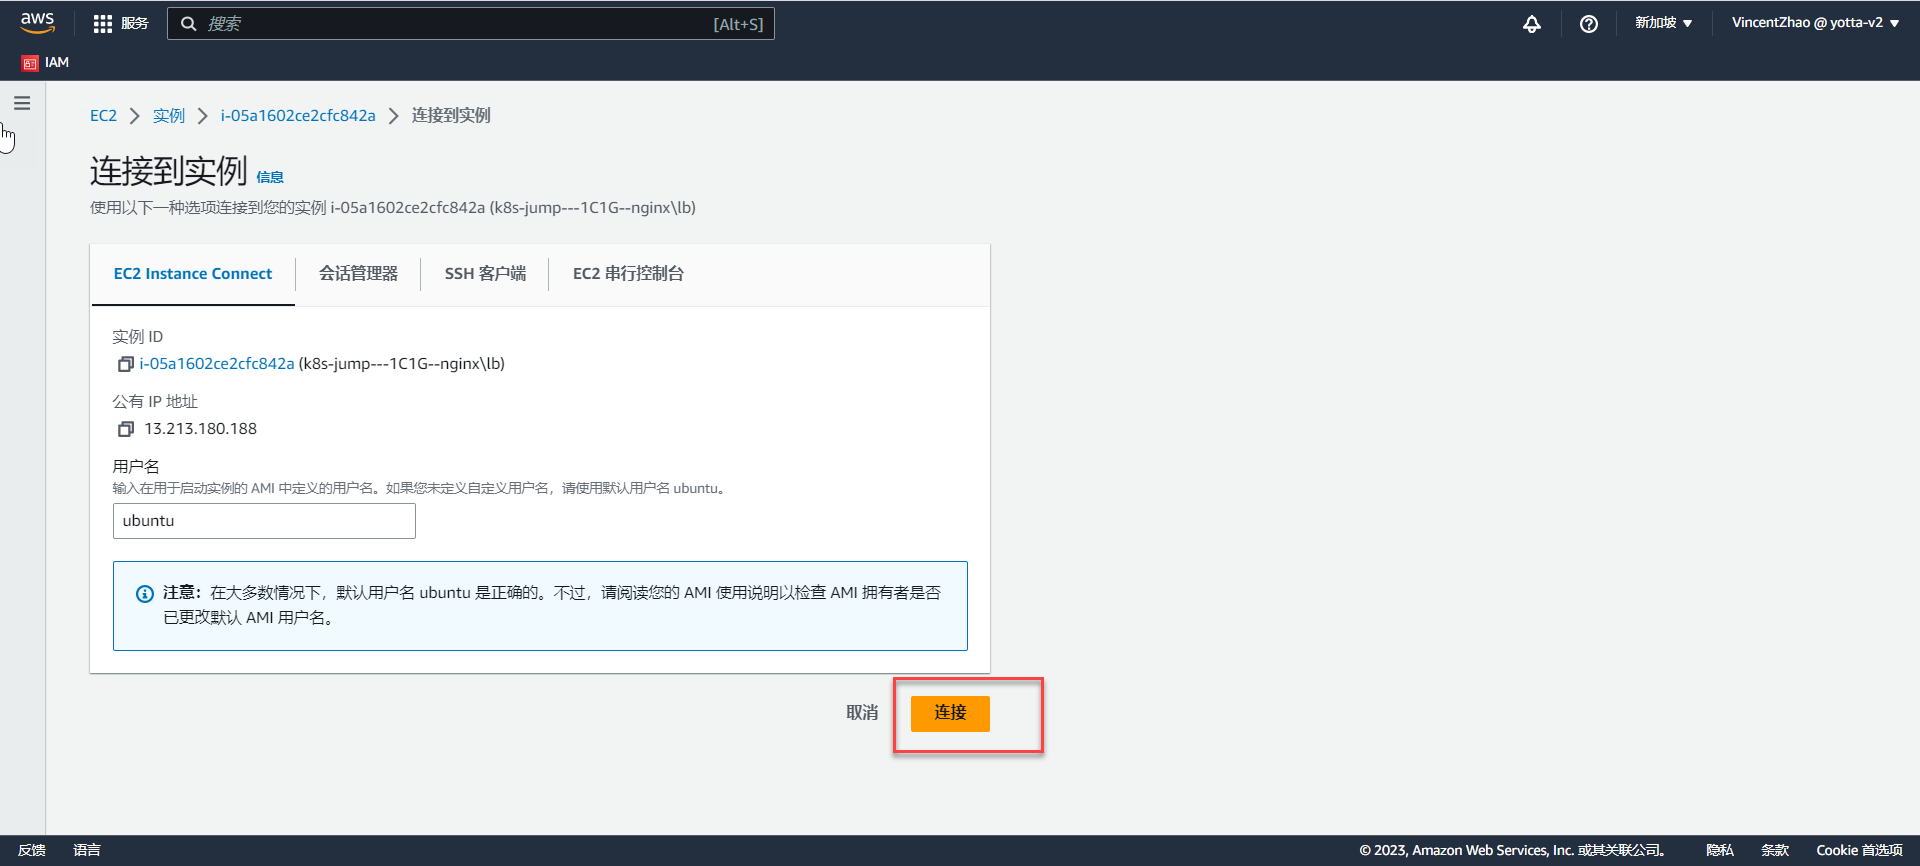 aws
服务
搜索
[Alt+S]
新加坡
VincentZhao @ yotta-v2
IAM
EC2
实例
i-05a1602ce2cfc842a
连接到实例
连接到实例 信息
使用以下一种选项连接到您的实例 i-05a1602ce2cfc842a (k8s-jump---1C1G--nginx\lb)
EC2 Instance Connect
会话管理器
SSH 客户端
EC2 串行控制台
实例 ID
i-05a1602ce2cfc842a (k8s-jump---1C1G--nginx\lb)
公有 IP 地址
13.213.180.188
用户名
输入在用于启动实例的 AMI 中定义的用户名。如果您未定义自定义用户名，请使用默认用户名 ubuntu。
ubuntu
注意：在大多数情况下，默认用户名 ubuntu 是正确的。不过，请阅读您的 AMI 使用说明以检查 AMI 拥有者是否
已更改默认 AMI 用户名。
取消
连接
反馈
语言
© 2023, Amazon Web Services, Inc. 或其关联公司。
隐私
条款
Cookie 首选项